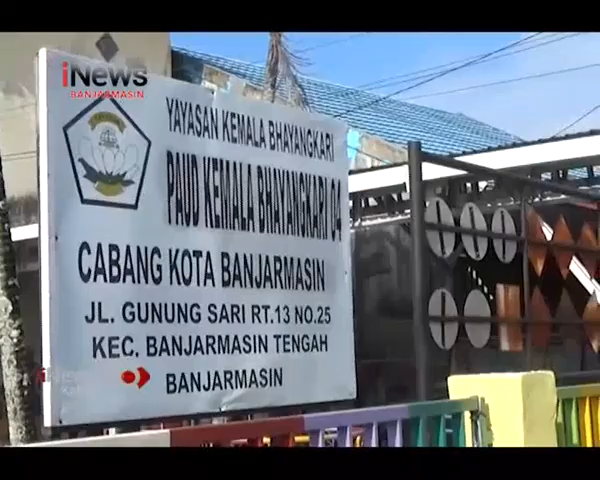 iNews
BANJARMASIN
YAYASAN KEMALA BHAYANGKARI
PAUD KEMALA BHAYANGKARI 04
CABANG KOTA BANJARMASIN
JL. GUNUNG SARI RT.13 NO.25
KEC. BANJARMASIN TENGAH
BANJARMASIN